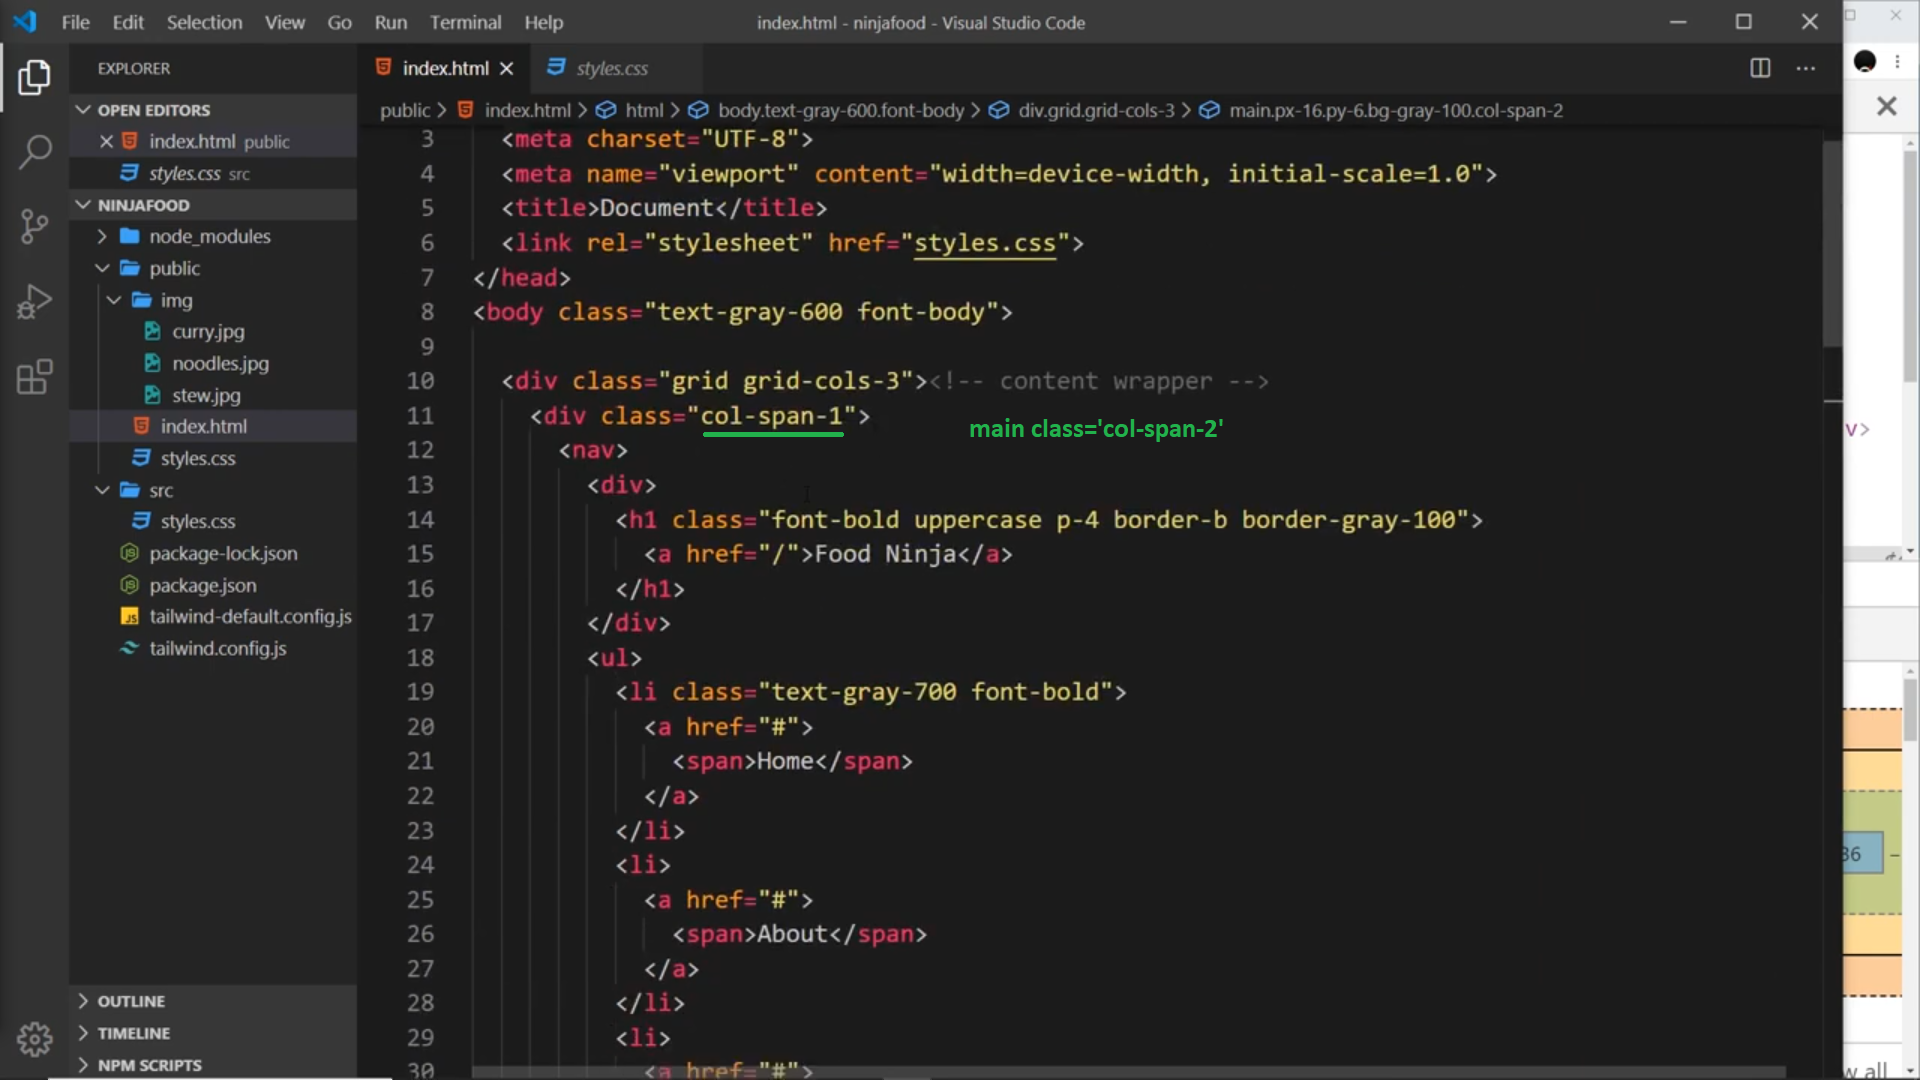 File Edit Selection View Go Run Terminal Help
index.html - ninjafood - Visual Studio Code
EXPLORER
OPEN EDITORS
index.html public
styles.css src
NINJAFOOD
node_modules
public
img
curry.jpg
noodles.jpg
stew.jpg
index.html
styles.css
src
styles.css
package-lock.json
package.json
JS tailwind-default.config.js
tailwind.config.js
OUTLINE
TIMELINE
NPM SCRIPTS
index.html
styles.css
public > index.html > html > body.text-gray-600.font-body > div.grid.grid-cols-3 > main.px-16.py-6.bg-gray-100.col-span-2
3 <meta charset="UTF-8">
4 <meta name="viewport" content="width=device-width, initial-scale=1.0">
5 <title>Document</title>
6 <link rel="stylesheet" href="styles.css">
7 </head>
8 <body class="text-gray-600 font-body">
9
10 <div class="grid grid-cols-3"><!-- content wrapper -->
11 <div class="col-span-1">
main class='col-span-2'
12 <nav>
13 <div>
14 <h1 class="font-bold uppercase p-4 border-b border-gray-100">
15 <a href="/">Food Ninja</a>
16 </h1>
17 </div>
18 <ul>
19 <li class="text-gray-700 font-bold">
20 <a href="#">
21 <span>Home</span>
22 </a>
23 </li>
24 <li>
25 <a href="#">
26 <span>About</span>
27 </a>
28 </li>
29 <li>
30 <a href="#">
v>
36 –
w all